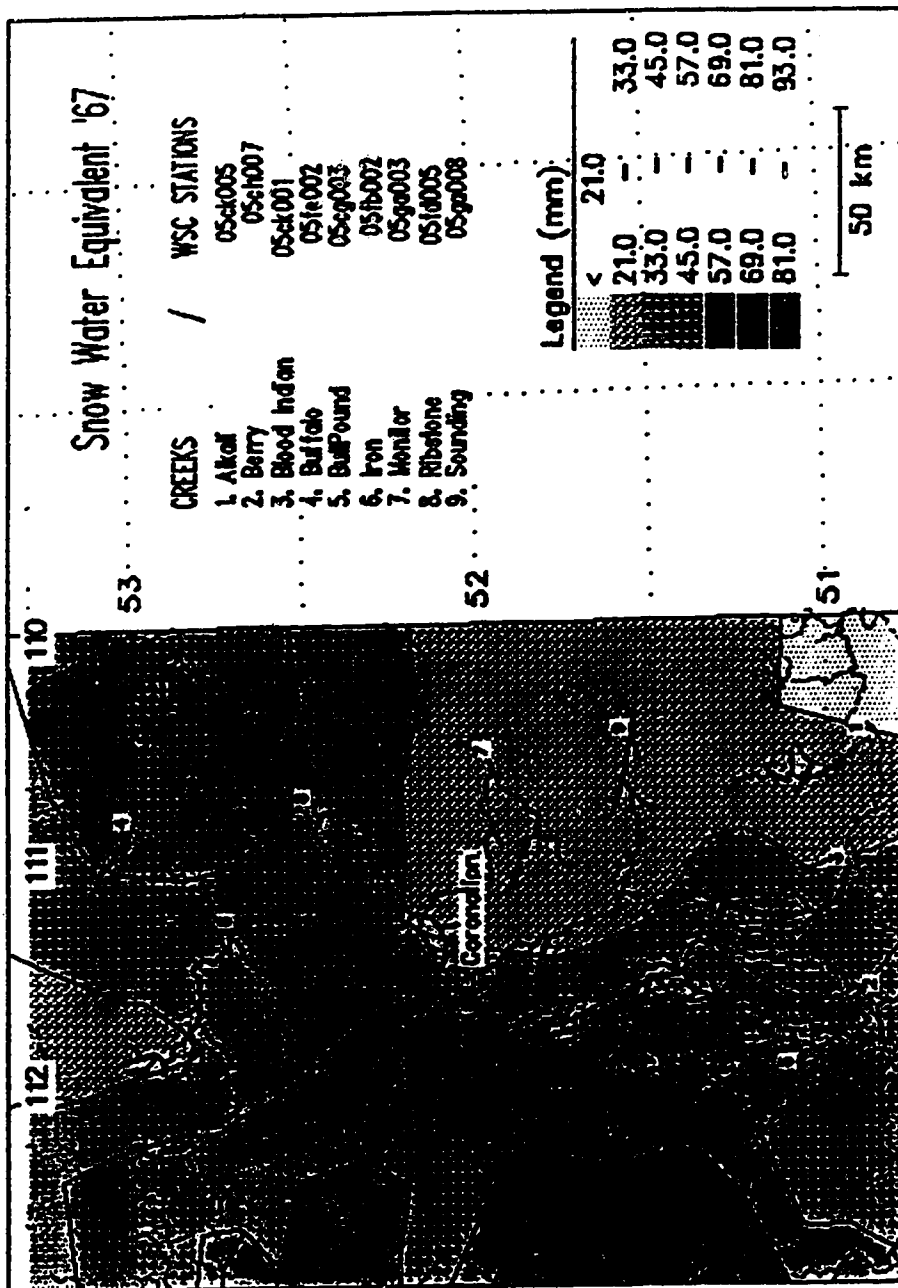 Snow Water Equivalent '67
CREEKS / WSC STATIONS
1. Alkali 05ck005
2. Berry 05ch007
3. Blood Indian 05ck001
4. Buffalo 05fe002
5. BullPound 05cg003
6. Iron 05fb002
7. Monitor 05ga003
8. Ribstone 05fd005
9. Sounding 05ga008
Legend (mm)
< 21.0
21.0 - 33.0
33.0 - 45.0
45.0 - 57.0
57.0 - 69.0
69.0 - 81.0
81.0 - 93.0
50 km
110
111
112
53
52
51
Coronation
7